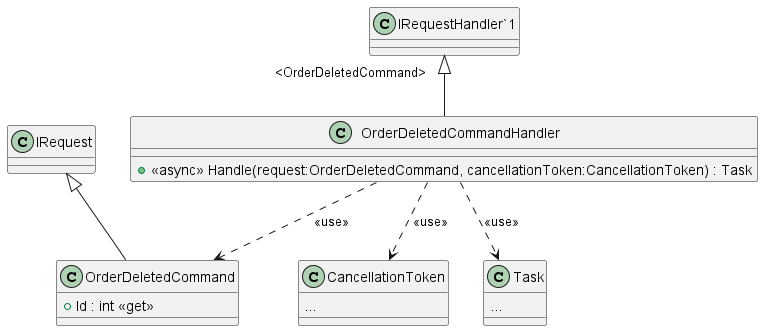 C IRequestHandler`1
<OrderDeletedCommand>
C OrderDeletedCommandHandler
«async» Handle(request:OrderDeletedCommand, cancellationToken:CancellationToken) : Task
C IRequest
«use» «use» «use»
C OrderDeletedCommand
Id : int «get»
C CancellationToken
...
C Task
...